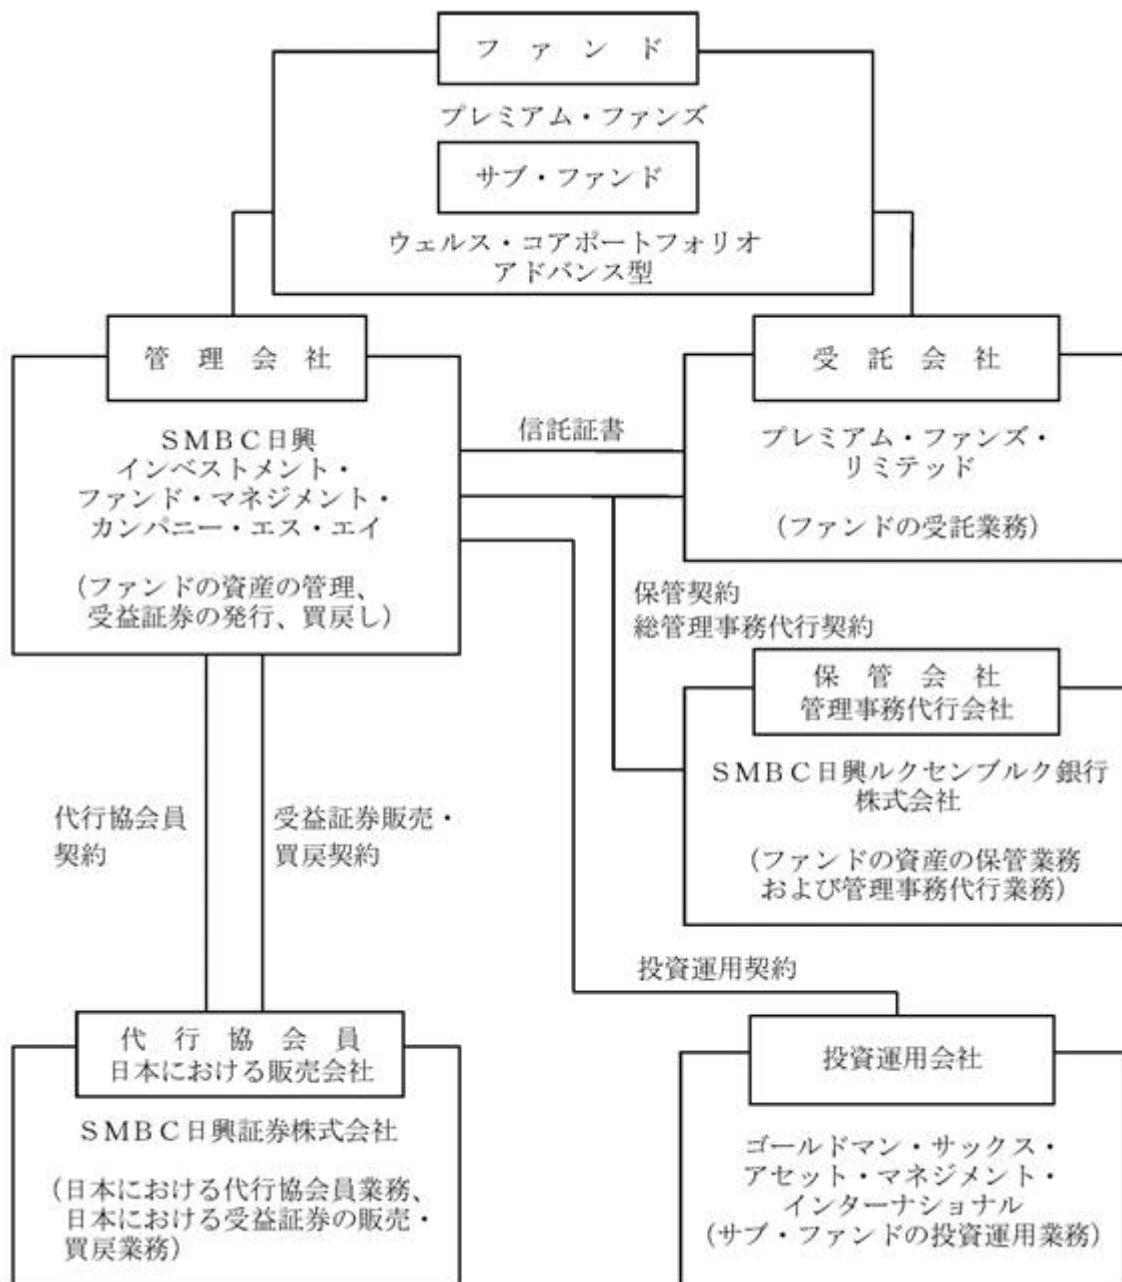 ファンド
プレミアム・ファンズ
サブ・ファンド
ウェルス・コアポートフォリオ
アドバンス型
管理会社
SMBC日興
インベストメント・
ファンド・マネジメント・
カンパニー・エス・エイ
(ファンドの資産の管理、
受益証券の発行、買戻し)
信託証書
受託会社
プレミアム・ファンズ・
リミテッド
(ファンドの受託業務)
保管契約
総管理事務代行契約
保管会社
管理事務代行会社
SMBC日興ルクセンブルク銀行
株式会社
(ファンドの資産の保管業務
および管理事務代行業務)
代行協会員
契約
受益証券販売・
買戻契約
投資運用契約
代行協会員
日本における販売会社
SMBC日興証券株式会社
(日本における代行協会員業務、
日本における受益証券の販売・
買戻業務)
投資運用会社
ゴールドマン・サックス・
アセット・マネジメント・
インターナショナル
(サブ・ファンドの投資運用業務)